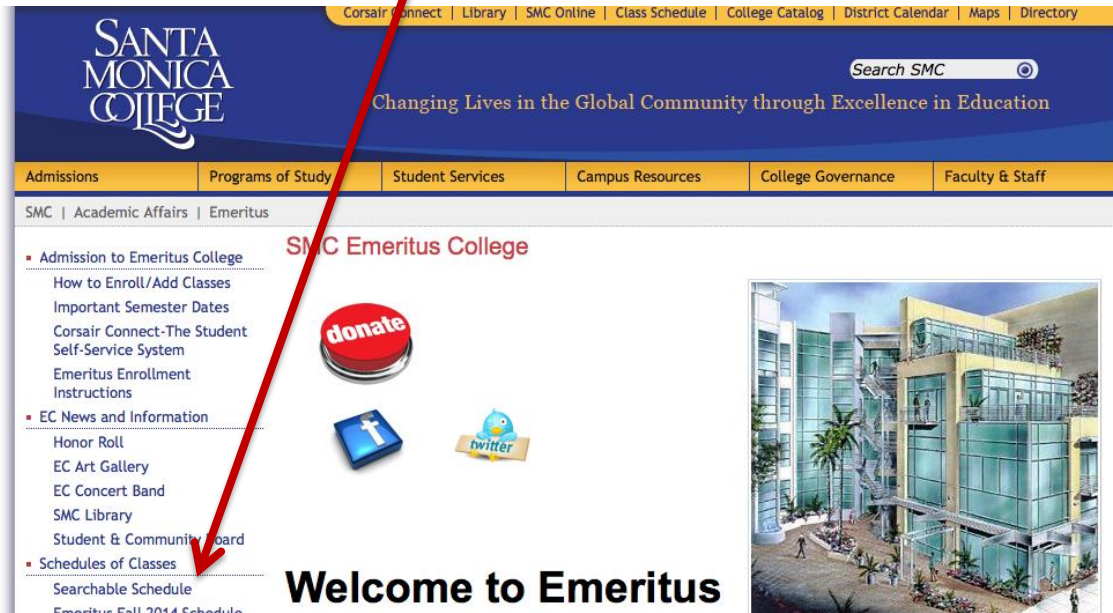 Corsair Connect | Library | SMC Online | Class Schedule | College Catalog | District Calendar | Maps | Directory
SANTA
MONICA
COLLEGE
Search SMC
Changing Lives in the Global Community through Excellence in Education
Admissions Programs of Study Student Services Campus Resources College Governance Faculty & Staff
SMC | Academic Affairs | Emeritus
SMC Emeritus College
Admission to Emeritus College
How to Enroll/Add Classes
Important Semester Dates
Corsair Connect-The Student
Self-Service System
Emeritus Enrollment
Instructions
EC News and Information
Honor Roll
EC Art Gallery
EC Concert Band
SMC Library
Student & Community Board
Schedules of Classes
Searchable Schedule
Emeritus Fall 2014 Schedule
donate
f
twitter
Welcome to Emeritus